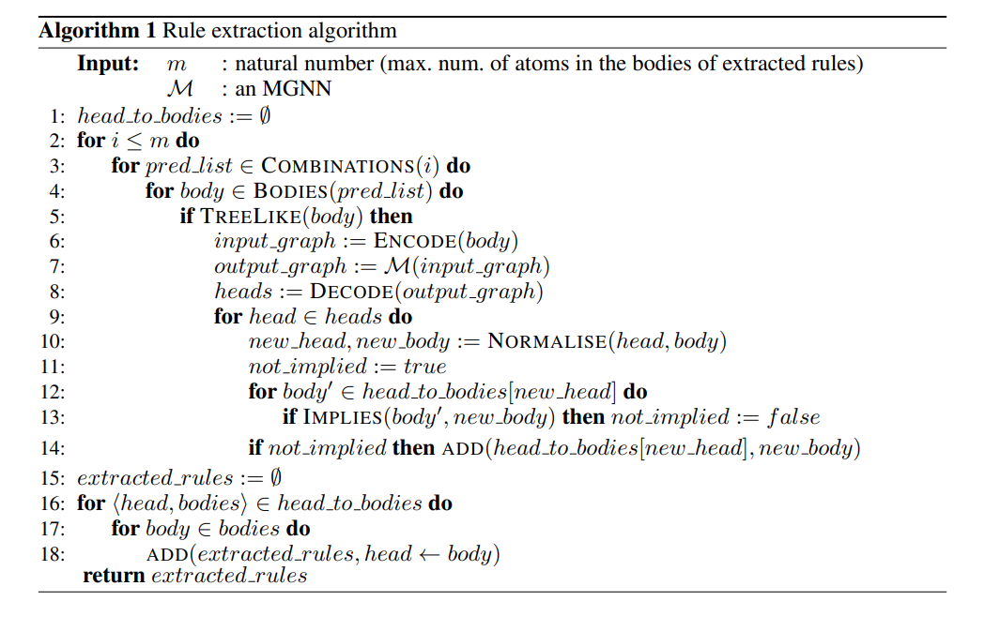 Algorithm 1 Rule extraction algorithm
Input: m : natural number (max. num. of atoms in the bodies of extracted rules)
ℳ : an MGNN
1: head_to_bodies := ∅
2: for i ≤ m do
3: for pred_list ∈ COMBINATIONS(i) do
4: for body ∈ BODIES(pred_list) do
5: if TREELIKE(body) then
6: input_graph := ENCODE(body)
7: output_graph := ℳ(input_graph)
8: heads := DECODE(output_graph)
9: for head ∈ heads do
10: new_head, new_body := NORMALISE(head, body)
11: not_implied := true
12: for body′ ∈ head_to_bodies[new_head] do
13: if IMPLIES(body′, new_body) then not_implied := false
14: if not_implied then ADD(head_to_bodies[new_head], new_body)
15: extracted_rules := ∅
16: for ⟨head, bodies⟩ ∈ head_to_bodies do
17: for body ∈ bodies do
18: ADD(extracted_rules, head ← body)
return extracted_rules